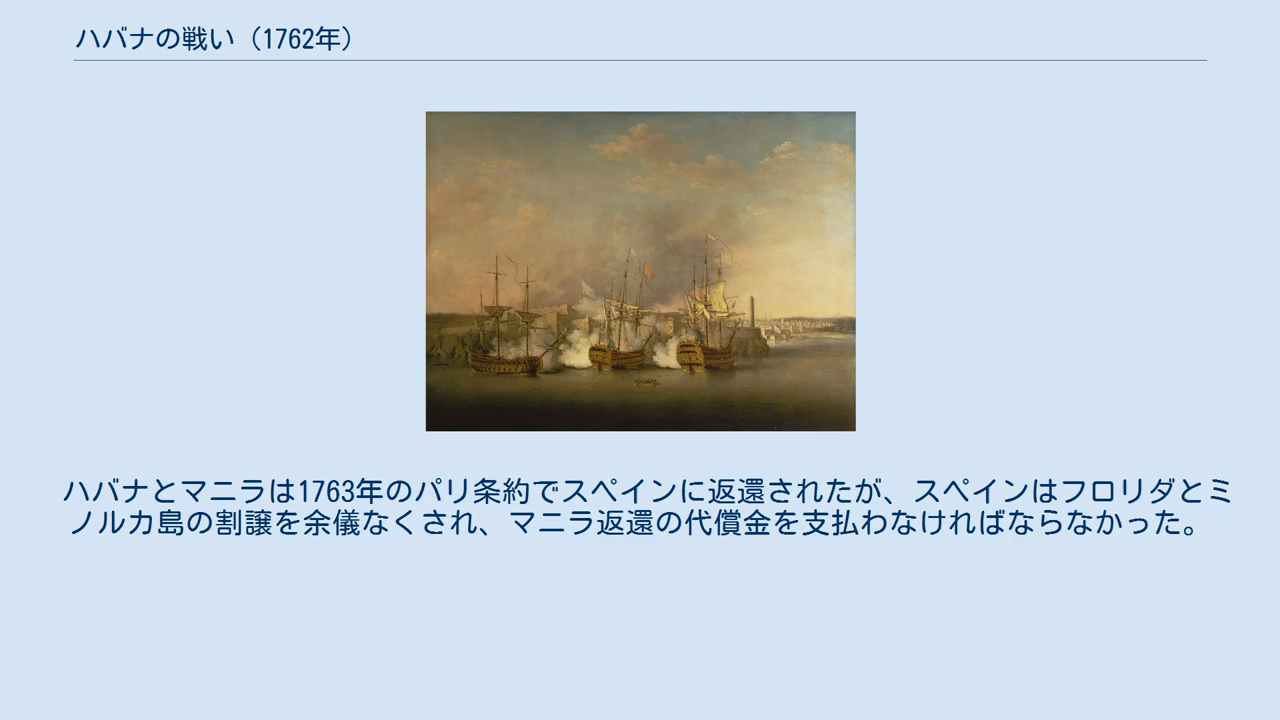 ハバナの戦い（1762年）
ハバナとマニラは1763年のパリ条約でスペインに返還されたが、スペインはフロリダとミ
ノルカ島の割譲を余儀なくされ、マニラ返還の代償金を支払わなければならなかった。